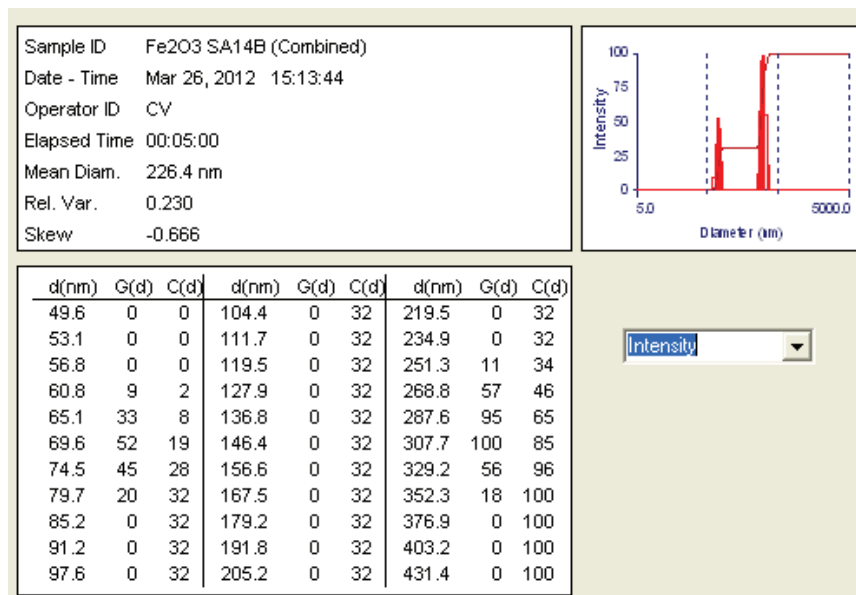 Sample ID Fe2O3 SA14B (Combined)
Date - Time Mar 26, 2012 15:13:44
Operator ID CV
Elapsed Time 00:05:00
Mean Diam. 226.4 nm
Rel. Var. 0.230
Skew -0.666
100
75
50
25
0
Intensity
5.0 5000.0
Diameter (nm)
d(nm) G(d) C(d) d(nm) G(d) C(d) d(nm) G(d) C(d)
49.6 0 0 104.4 0 32 219.5 0 32
53.1 0 0 111.7 0 32 234.9 0 32
56.8 0 0 119.5 0 32 251.3 11 34
60.8 9 2 127.9 0 32 268.8 57 46
65.1 33 8 136.8 0 32 287.6 95 65
69.6 52 19 146.4 0 32 307.7 100 85
74.5 45 28 156.6 0 32 329.2 56 96
79.7 20 32 167.5 0 32 352.3 18 100
85.2 0 32 179.2 0 32 376.9 0 100
91.2 0 32 191.8 0 32 403.2 0 100
97.6 0 32 205.2 0 32 431.4 0 100
Intensity